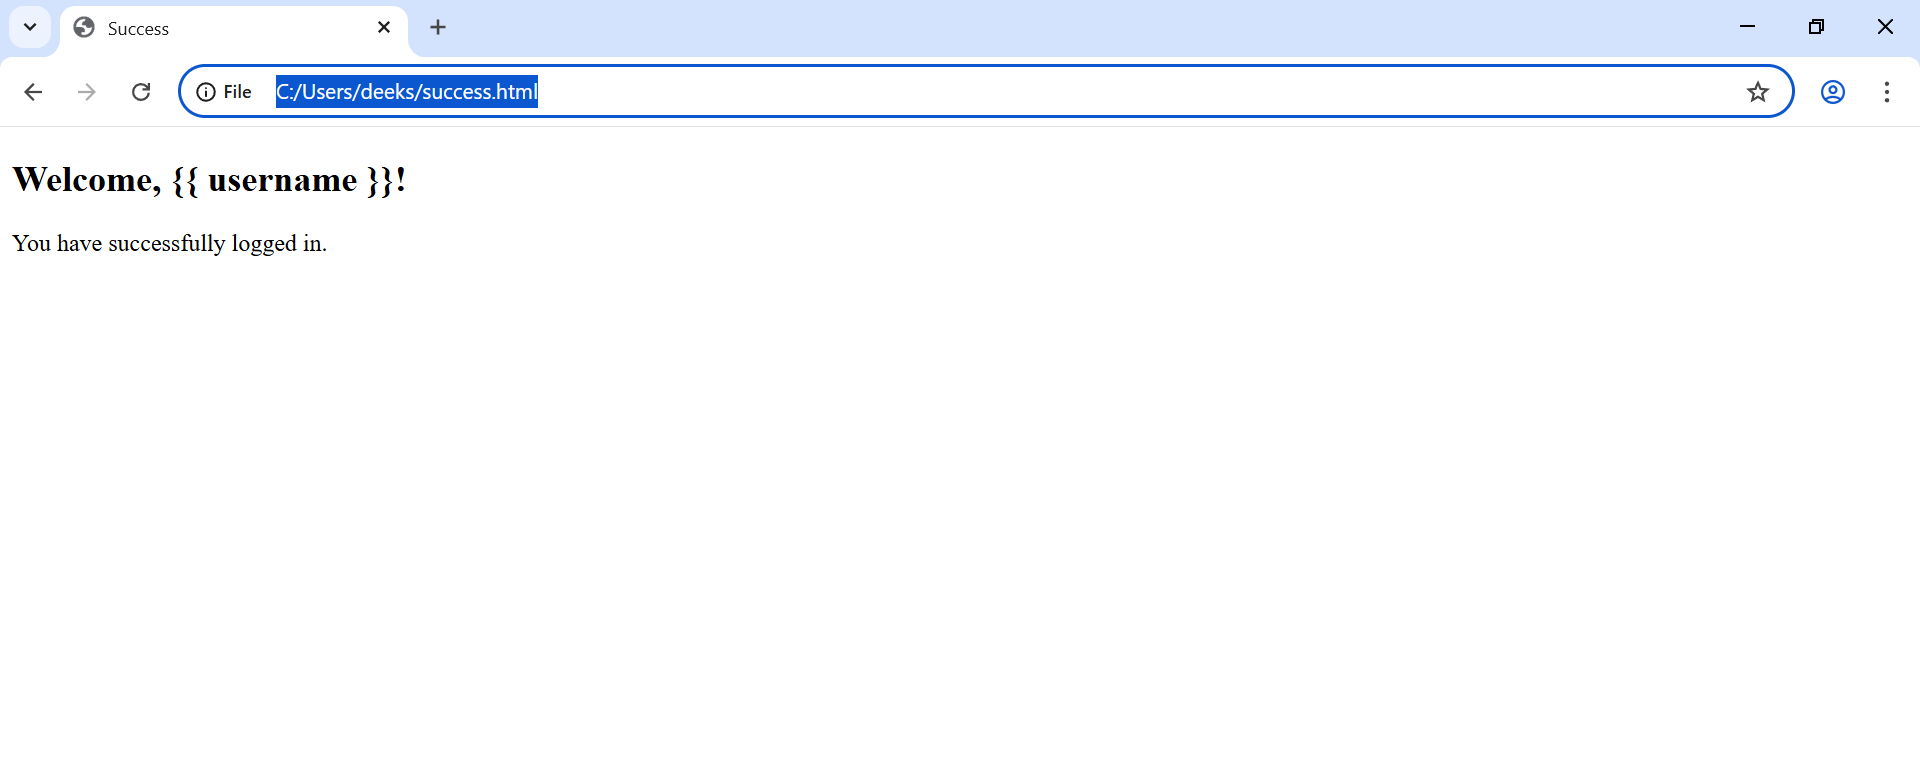 Success
File
C:/Users/deeks/success.html
Welcome, {{ username }}!
You have successfully logged in.